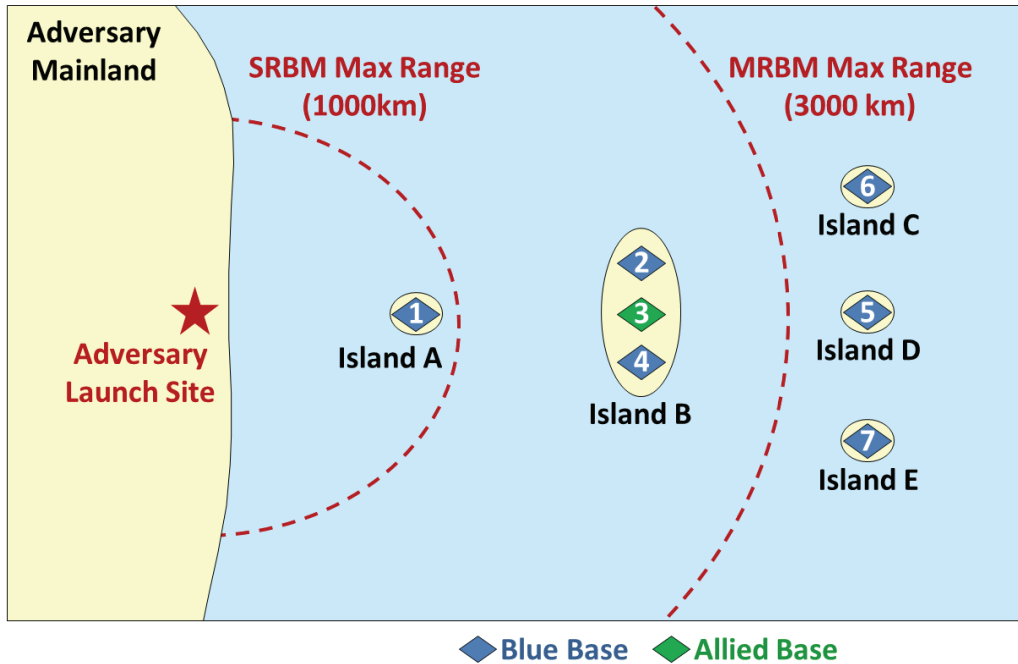 Adversary
Mainland
SRBM Max Range
(1000km)
MRBM Max Range
(3000 km)
6
Island C
2
1
3
5
Island A
4
Island D
Adversary
Launch Site
Island B
7
Island E
Blue Base
Allied Base